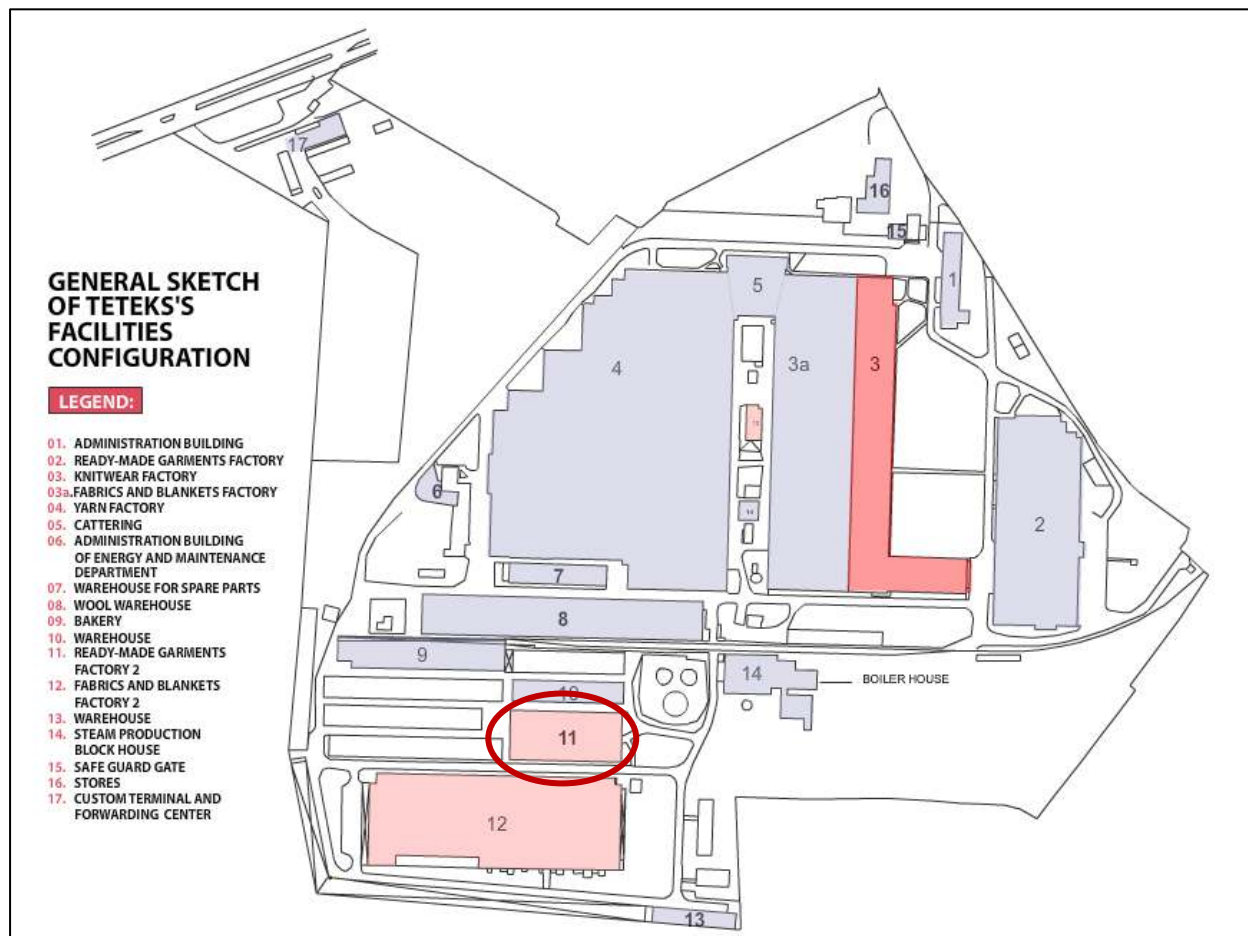 GENERAL SKETCH
OF TETEKS'S
FACILITIES
CONFIGURATION
LEGEND:
01. ADMINISTRATION BUILDING
02. READY-MADE GARMENTS FACTORY
03. KNITWEAR FACTORY
03a. FABRICS AND BLANKETS FACTORY
04. YARN FACTORY
05. CATTERING
06. ADMINISTRATION BUILDING
OF ENERGY AND MAINTENANCE
DEPARTMENT
07. WAREHOUSE FOR SPARE PARTS
08. WOOL WAREHOUSE
09. BAKERY
10. WAREHOUSE
11. READY-MADE GARMENTS
FACTORY 2
12. FABRICS AND BLANKETS
FACTORY 2
13. WAREHOUSE
14. STEAM PRODUCTION
BLOCK HOUSE
15. SAFE GUARD GATE
16. STORES
17. CUSTOM TERMINAL AND
FORWARDING CENTER
17
16
15
1
5
4
3a
3
2
6
7
8
9
10
14
BOILER HOUSE
11
12
13